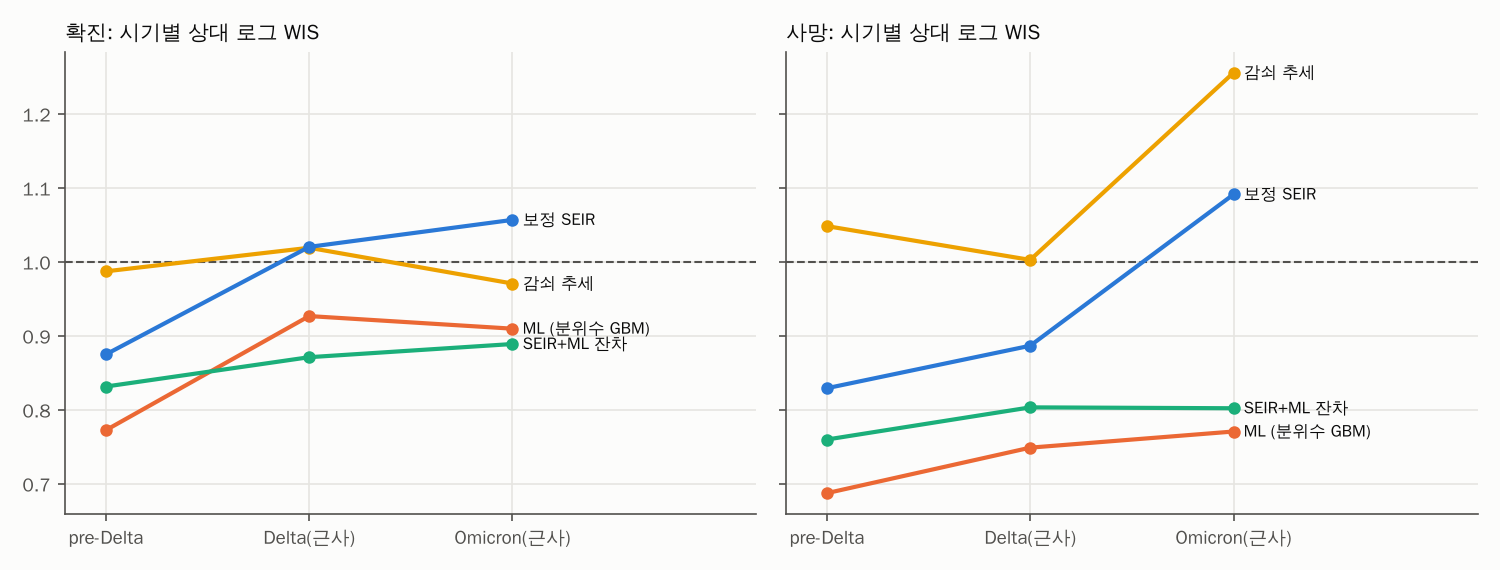 확진: 시기별 상대 로그 WIS
1.2
1.1
1.0
0.9
0.8
0.7
보정 SEIR
감쇠 추세
ML (분위수 GBM)
SEIR+ML 잔차
pre-Delta
Delta(근사)
Omicron(근사)
사망: 시기별 상대 로그 WIS
감쇠 추세
보정 SEIR
SEIR+ML 잔차
ML (분위수 GBM)
pre-Delta
Delta(근사)
Omicron(근사)